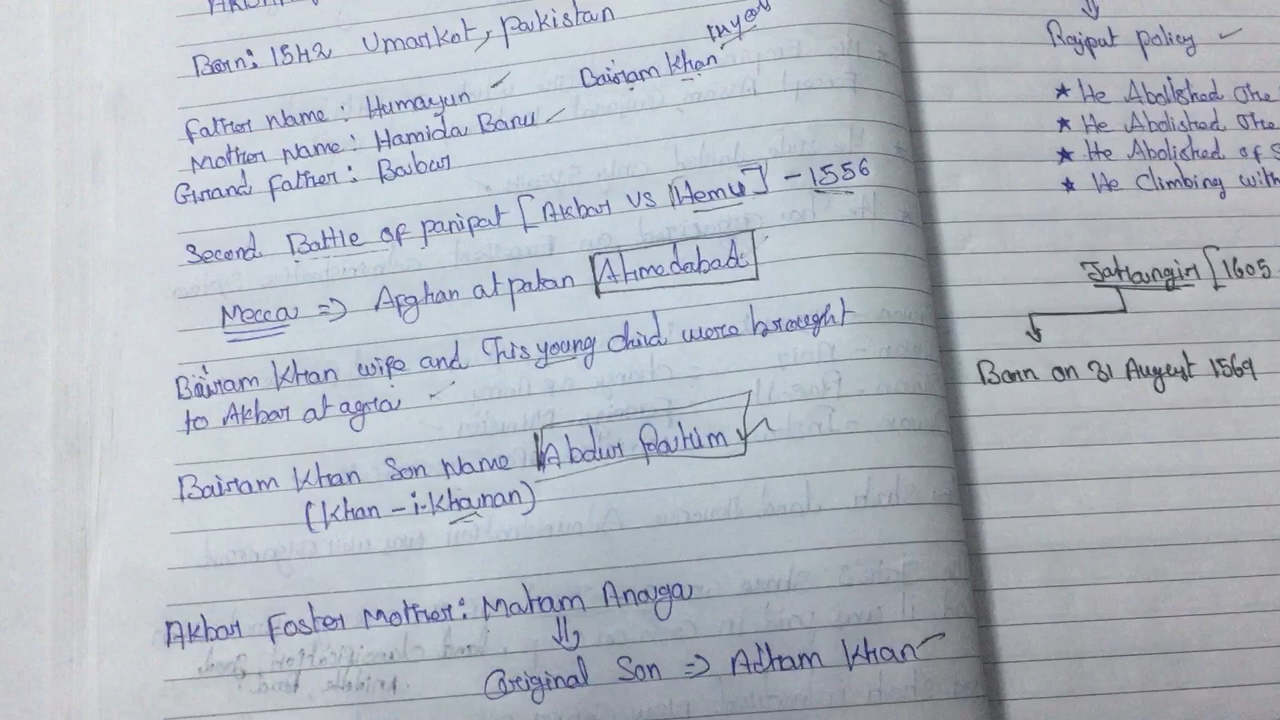 Born: 1542 Umarkot, Pakistan
Father Name : Humayun ✓ Bairam Khan
Mother Name : Hamida Banu ✓
Grand Father : Babur
Second Battle of panipat [Akbar vs [Hemu] - 1556
Mecca => Afghan at patan Ahmedabad
Bairam Khan wife and His young child were brought
to Akbar at agra ✓
Bairam Khan Son Name Abdur Rahim
(Khan - i-Khanan)
Akbar Foster Mother: Maham Anaga
⇓
Original Son => Adham Khan
Rajput policy ✓
★ He Abolished the
★ He Abolished the
★ He Abolished of S
★ He Climbing with
Jahangir [1605
Born on 31 August 1569